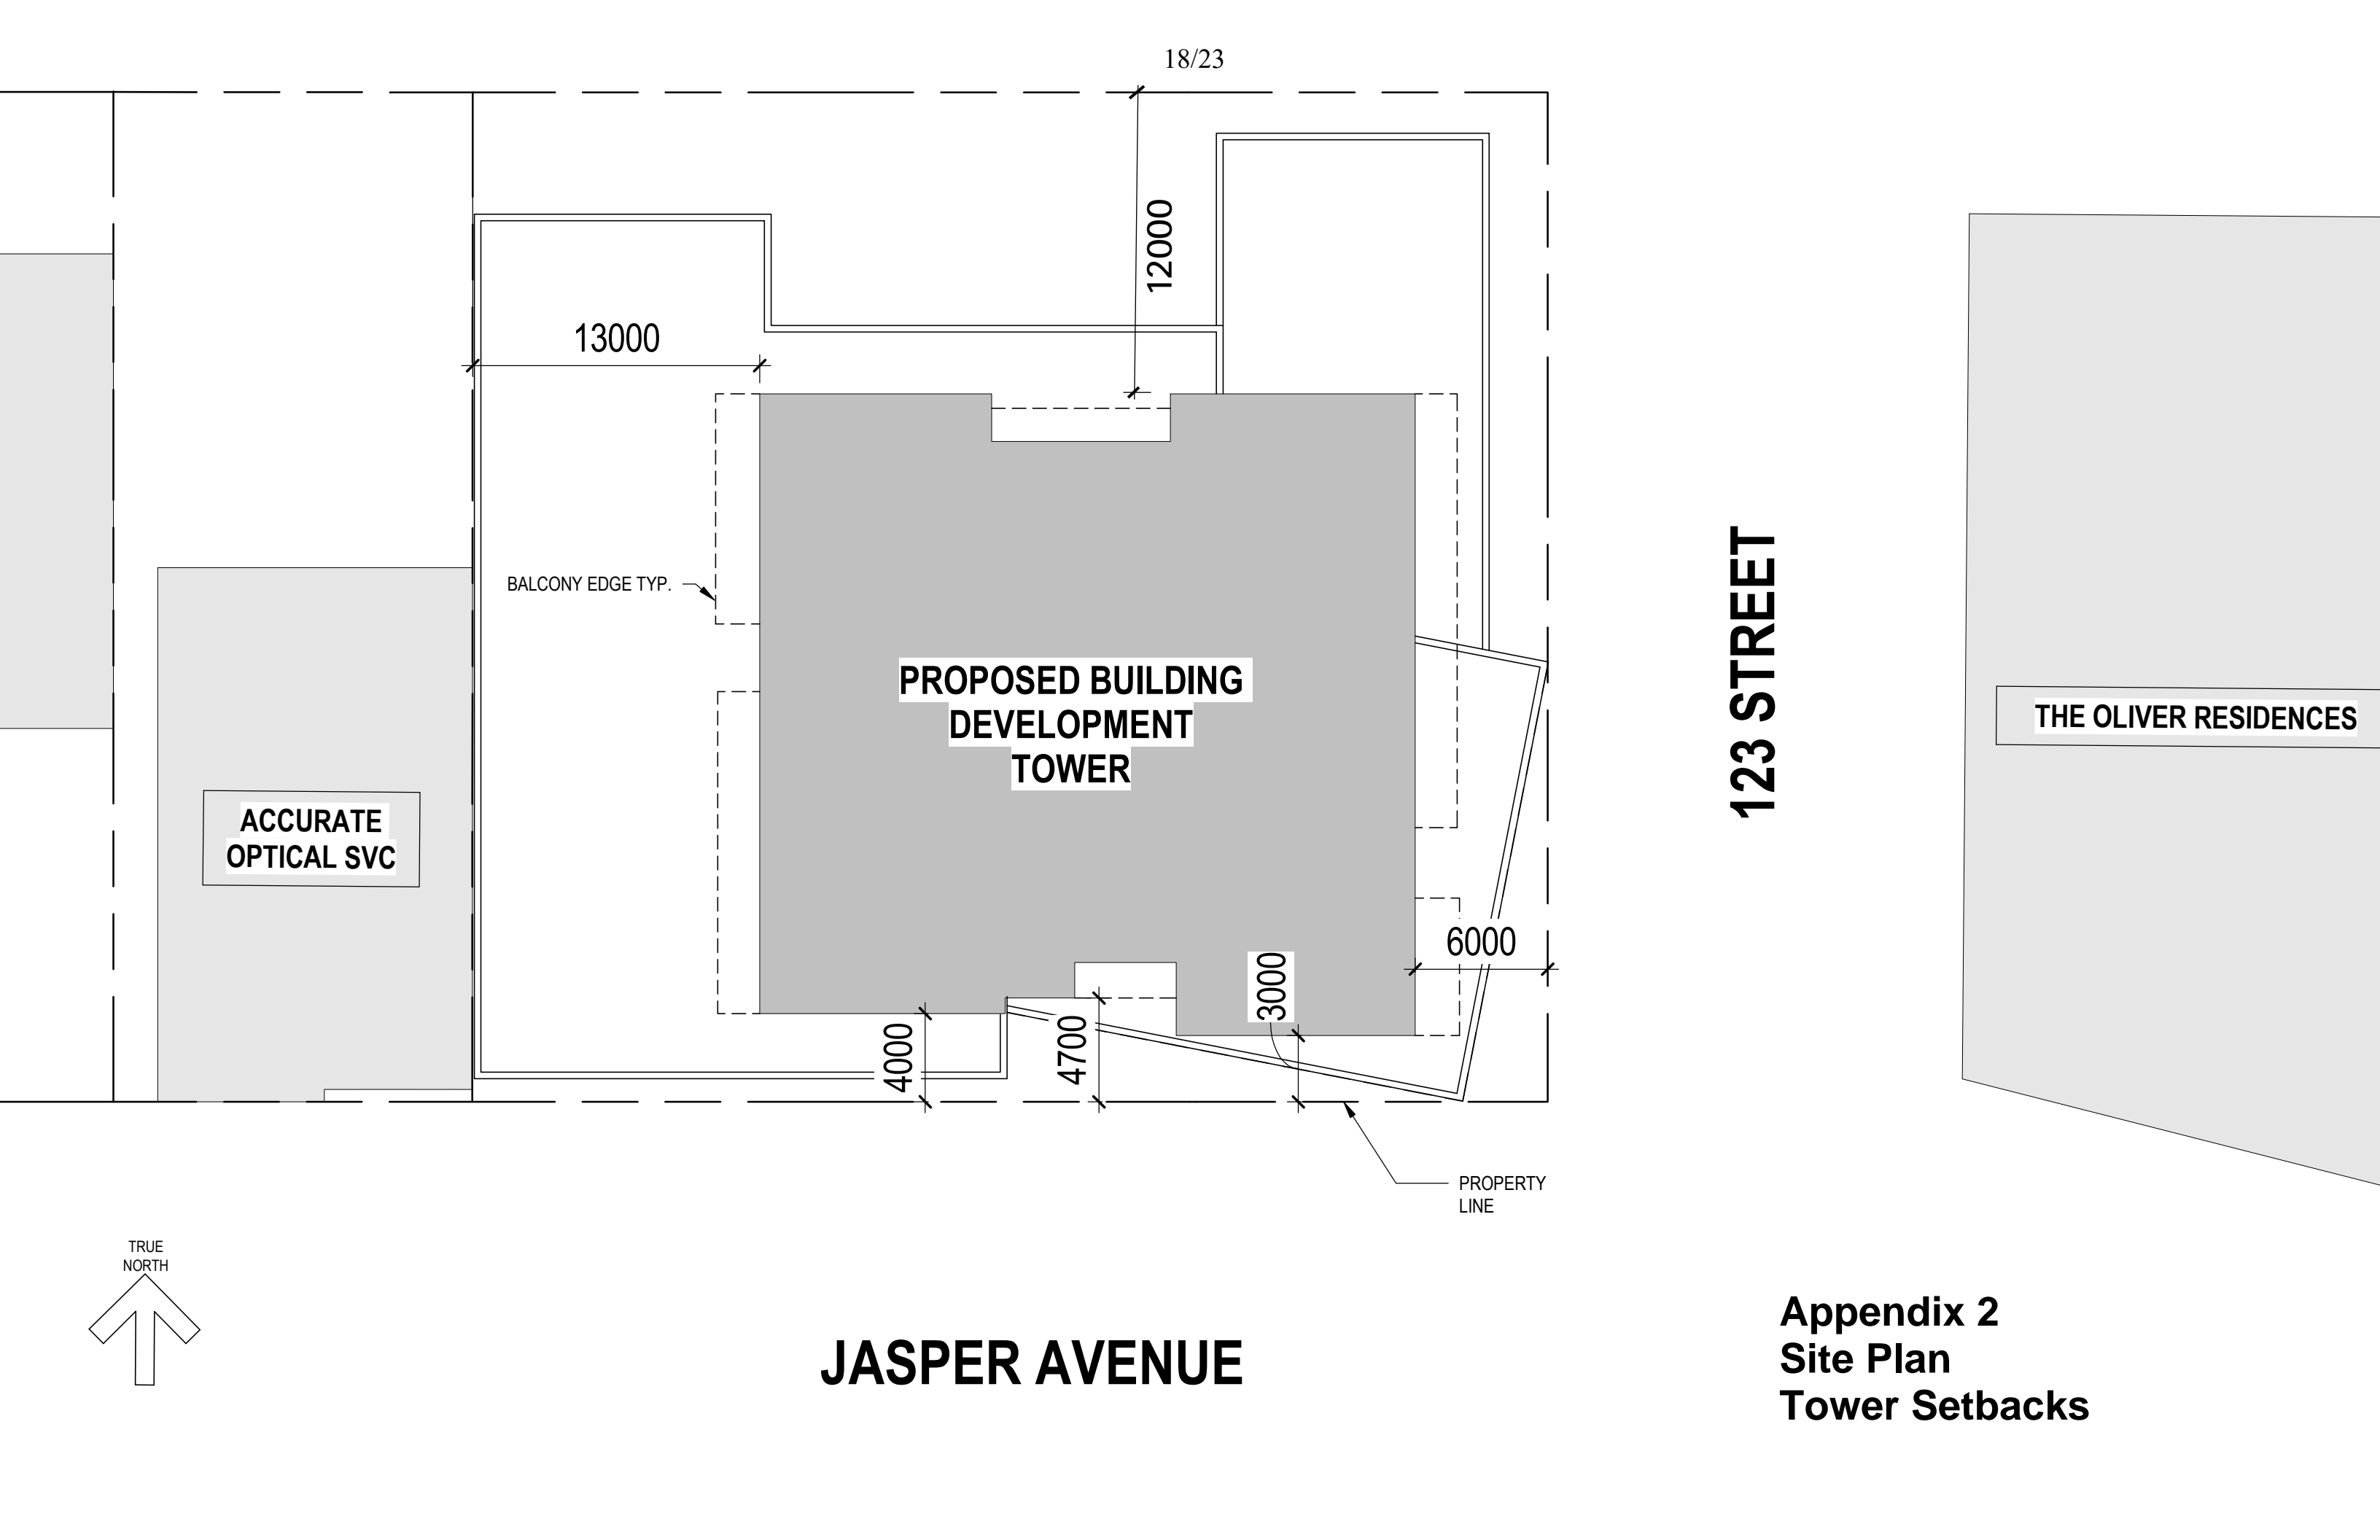 18/23
12000
13000
BALCONY EDGE TYP.
PROPOSED BUILDING
DEVELOPMENT
TOWER
123 STREET
THE OLIVER RESIDENCES
ACCURATE
OPTICAL SVC
6000
3000
4000
4700
PROPERTY
LINE
TRUE
NORTH
JASPER AVENUE
Appendix 2
Site Plan
Tower Setbacks